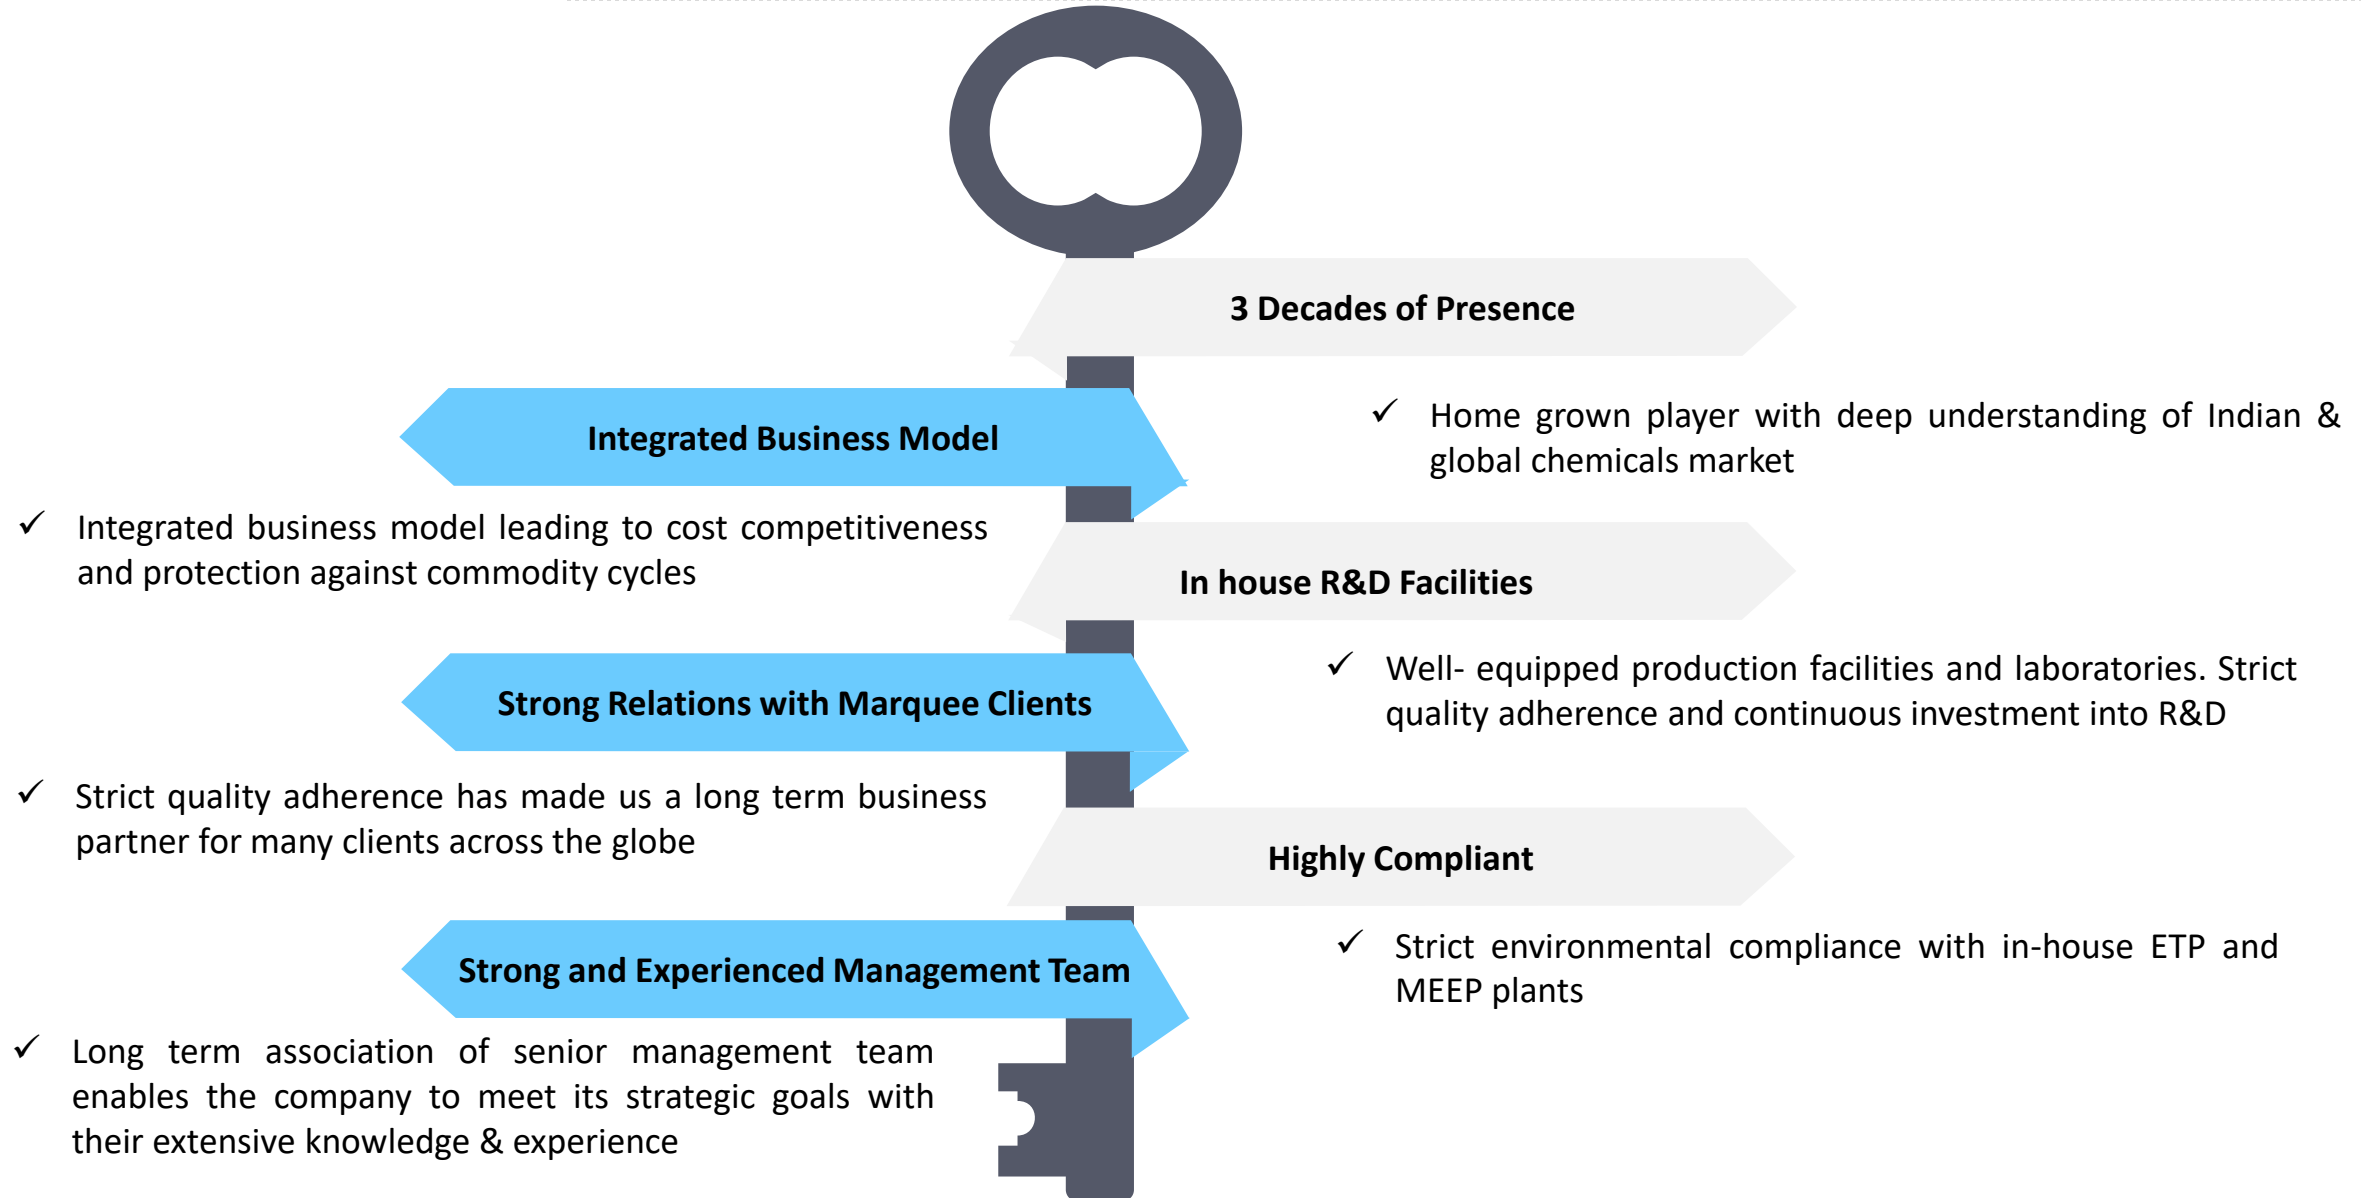 3 Decades of Presence
✓ Home grown player with deep understanding of Indian &
global chemicals market
Integrated Business Model
✓ Integrated business model leading to cost competitiveness
and protection against commodity cycles
In house R&D Facilities
✓ Well- equipped production facilities and laboratories. Strict
quality adherence and continuous investment into R&D
Strong Relations with Marquee Clients
✓ Strict quality adherence has made us a long term business
partner for many clients across the globe
Highly Compliant
✓ Strict environmental compliance with in-house ETP and
MEEP plants
Strong and Experienced Management Team
✓ Long term association of senior management team
enables the company to meet its strategic goals with
their extensive knowledge & experience